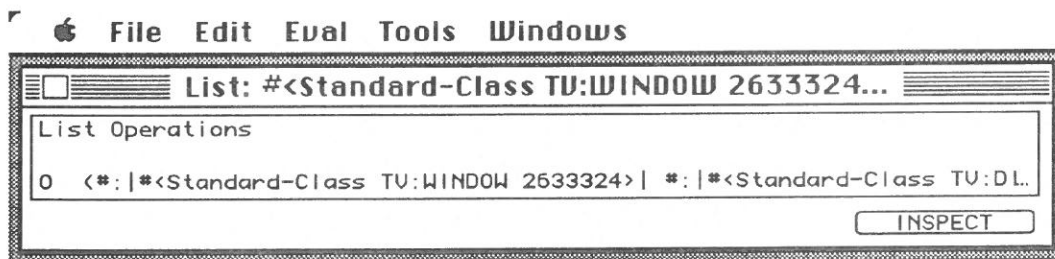 File Edit Eval Tools Windows
List: #<Standard-Class TV:WINDOW 2633324...
List Operations
0 (#:|#<Standard-Class TV:WINDOW 2633324>| #:|#<Standard-Class TV:DL..
INSPECT